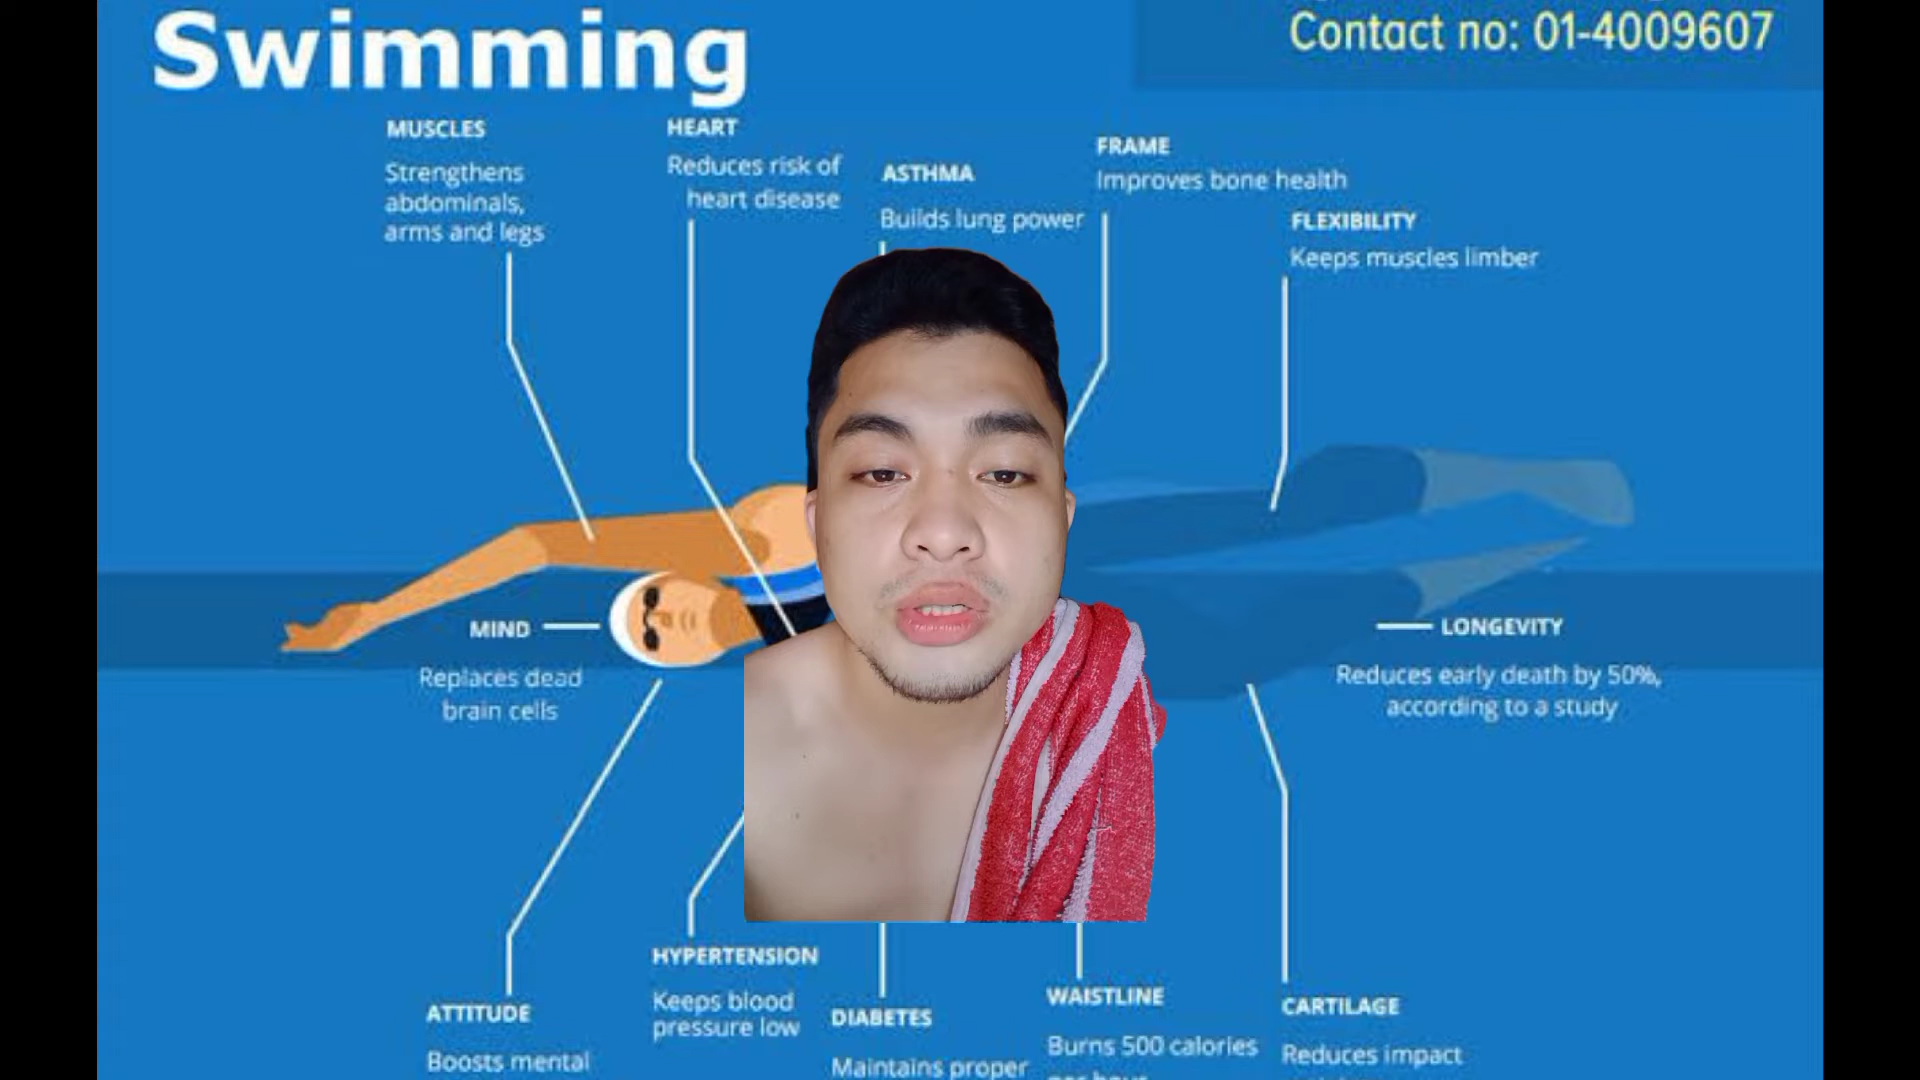 Swimming
Contact no: 01-4009607
MUSCLES
Strengthens
abdominals,
arms and legs
HEART
Reduces risk of
heart disease
ASTHMA
Builds lung power
FRAME
Improves bone health
FLEXIBILITY
Keeps muscles limber
MIND
Replaces dead
brain cells
LONGEVITY
Reduces early death by 50%,
according to a study
ATTITUDE
Boosts mental
HYPERTENSION
Keeps blood
pressure low
DIABETES
Maintains proper
WAISTLINE
Burns 500 calories
per hour
CARTILAGE
Reduces impact